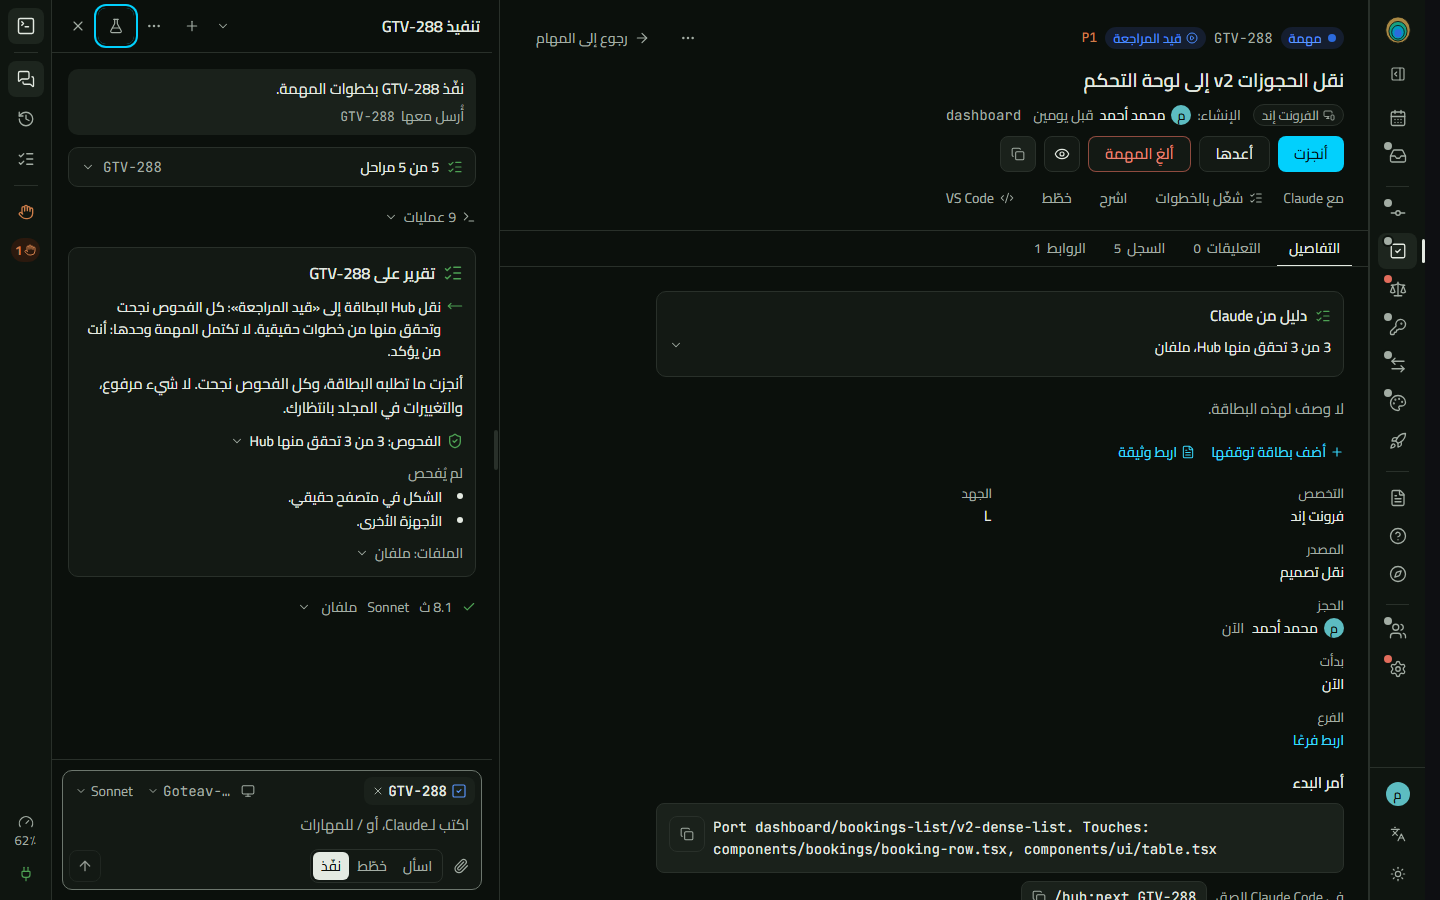 مهمة
GTV-288
قيد المراجعة
P1
رجوع إلى المهام
نقل الحجوزات v2 إلى لوحة التحكم
الفرونت إند
الإنشاء: م محمد أحمد قبل يومين dashboard
أنجزت
أعدها
ألغِ المهمة
مع Claude
شغّل بالخطوات
اشرح
خطّط
VS Code
التفاصيل
التعليقات 0
السجل 5
الروابط 1
دليل من Claude
3 من 3 تحقق منها Hub، ملفان
لا وصف لهذه البطاقة.
أضف بطاقة توقفها
اربط وثيقة
التخصص
فرونت إند
الجهد
L
المصدر
نقل تصميم
الحجز
م محمد أحمد الآن
بدأت
الآن
الفرع
اربط فرعًا
أمر البدء
Port dashboard/bookings-list/v2-dense-list. Touches:
components/bookings/booking-row.tsx, components/ui/table.tsx
في Claude Code الصق
/hub:next GTV-288
تنفيذ GTV-288
نفّذ GTV-288 بخطوات المهمة.
أُرسل معها GTV-288
5 من 5 مراحل
GTV-288
9 عمليات
تقرير على GTV-288
نقل Hub البطاقة إلى «قيد المراجعة»: كل الفحوص نجحت
وتحقق منها من خطوات حقيقية. لا تكتمل المهمة وحدها: أنت
من يؤكد.
أنجزت ما تطلبه البطاقة، وكل الفحوص نجحت. لا شيء مرفوع،
والتغييرات في المجلد بانتظارك.
الفحوص: 3 من 3 تحقق منها Hub
لم يُفحص
الشكل في متصفح حقيقي.
الأجهزة الأخرى.
الملفات: ملفان
8.1 ث Sonnet ملفان
GTV-288
Goteav-…
Sonnet
اكتب لـClaude، أو / للمهارات
اسأل
خطّط
نفّذ
1
62٪
م